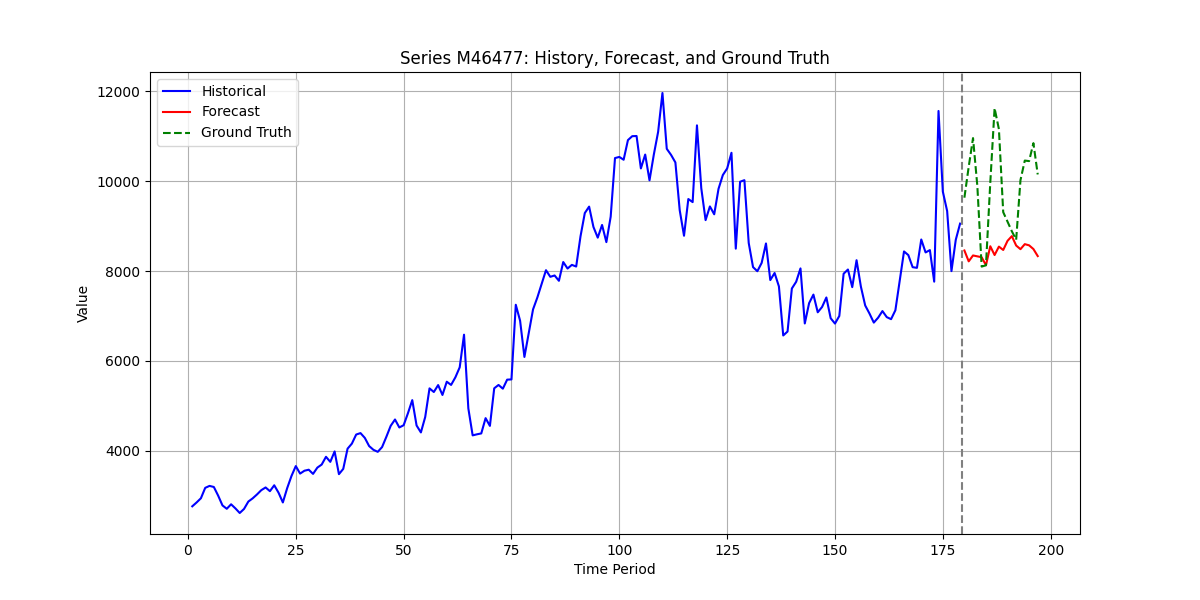 Series M46477: History, Forecast, and Ground Truth
Historical
Forecast
Ground Truth
12000
10000
8000
6000
4000
Value
0 25 50 75 100 125 150 175 200
Time Period